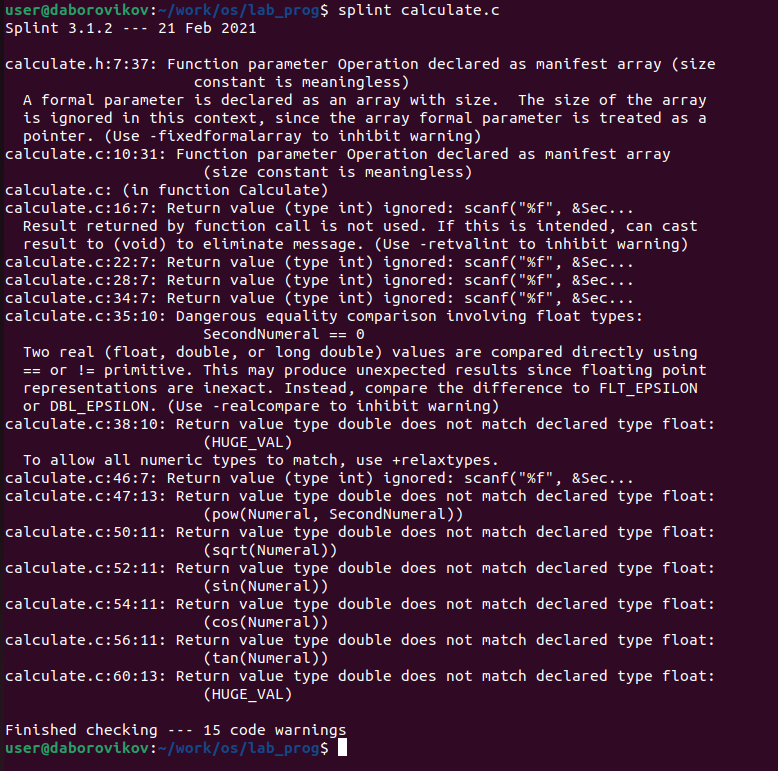 user@daborovikov:~/work/os/lab_prog$ splint calculate.c
Splint 3.1.2 --- 21 Feb 2021

calculate.h:7:37: Function parameter Operation declared as manifest array (size
                     constant is meaningless)
  A formal parameter is declared as an array with size.  The size of the array
  is ignored in this context, since the array formal parameter is treated as a
  pointer. (Use -fixedformalarray to inhibit warning)
calculate.c:10:31: Function parameter Operation declared as manifest array
                      (size constant is meaningless)
calculate.c: (in function Calculate)
calculate.c:16:7: Return value (type int) ignored: scanf("%f", &Sec...
  Result returned by function call is not used. If this is intended, can cast
  result to (void) to eliminate message. (Use -retvalint to inhibit warning)
calculate.c:22:7: Return value (type int) ignored: scanf("%f", &Sec...
calculate.c:28:7: Return value (type int) ignored: scanf("%f", &Sec...
calculate.c:34:7: Return value (type int) ignored: scanf("%f", &Sec...
calculate.c:35:10: Dangerous equality comparison involving float types:
                      SecondNumeral == 0
  Two real (float, double, or long double) values are compared directly using
  == or != primitive. This may produce unexpected results since floating point
  representations are inexact. Instead, compare the difference to FLT_EPSILON
  or DBL_EPSILON. (Use -realcompare to inhibit warning)
calculate.c:38:10: Return value type double does not match declared type float:
                      (HUGE_VAL)
  To allow all numeric types to match, use +relaxtypes.
calculate.c:46:7: Return value (type int) ignored: scanf("%f", &Sec...
calculate.c:47:13: Return value type double does not match declared type float:
                      (pow(Numeral, SecondNumeral))
calculate.c:50:11: Return value type double does not match declared type float:
                      (sqrt(Numeral))
calculate.c:52:11: Return value type double does not match declared type float:
                      (sin(Numeral))
calculate.c:54:11: Return value type double does not match declared type float:
                      (cos(Numeral))
calculate.c:56:11: Return value type double does not match declared type float:
                      (tan(Numeral))
calculate.c:60:13: Return value type double does not match declared type float:
                      (HUGE_VAL)

Finished checking --- 15 code warnings
user@daborovikov:~/work/os/lab_prog$